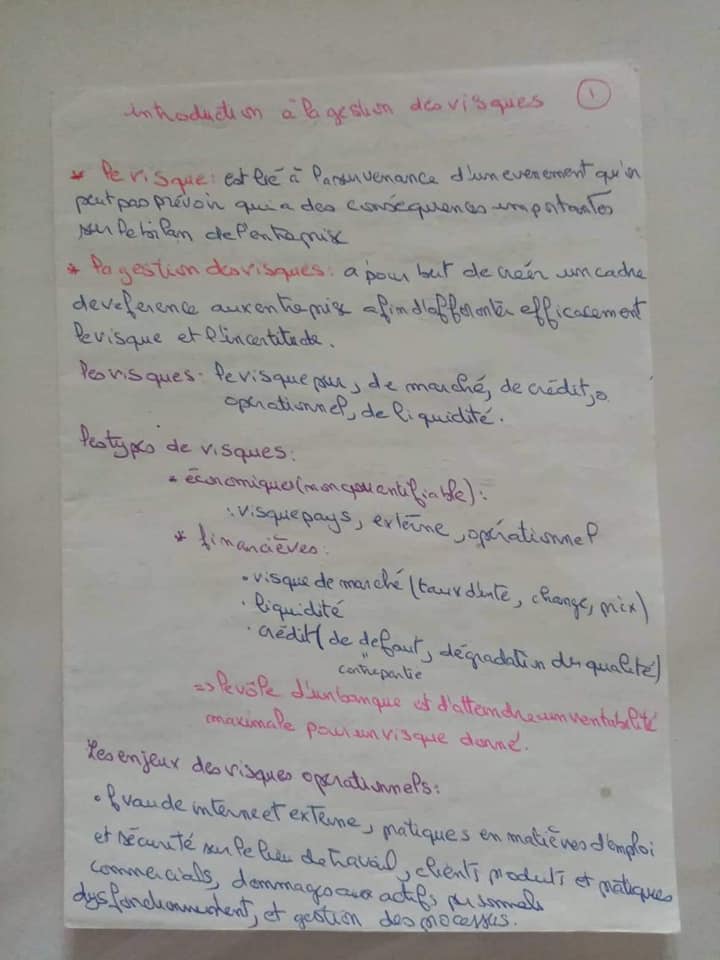 introduction à la gestion des risques ①
* le risque : est lié à la survenance d'un evenement qu'on
peut pas prévoir qui a des conséquences importantes
sur le bilan de l'entreprise
* la gestion des risques : a pour but de créer un cadre
de reference aux entreprise afin d'affronter efficacement
le risque et l'incertitude.
les risques : le risque pur, de marché, de crédit,
opérationnel, de liquidité.
les types de risques :
* économiques (non quantifiable) :
: risque pays, externe, opérationnel
* financières :
• risque de marché (taux d'inté, change, prix)
• liquidité
• crédit (de defaut, dégradation de qualité)
" contrepartie
=> le rôle d'un banque est d'atteindre um rentabilité
maximale pour un risque donné.
Les enjeux des risques opérationnels :
• fraude interne et externe, pratiques en matières d'emploi
et sécurité sur le lieu de travail, clients produits et pratiques
commercials, dommages aux actifs personnals
dysfonctionnement, et gestion des processus.